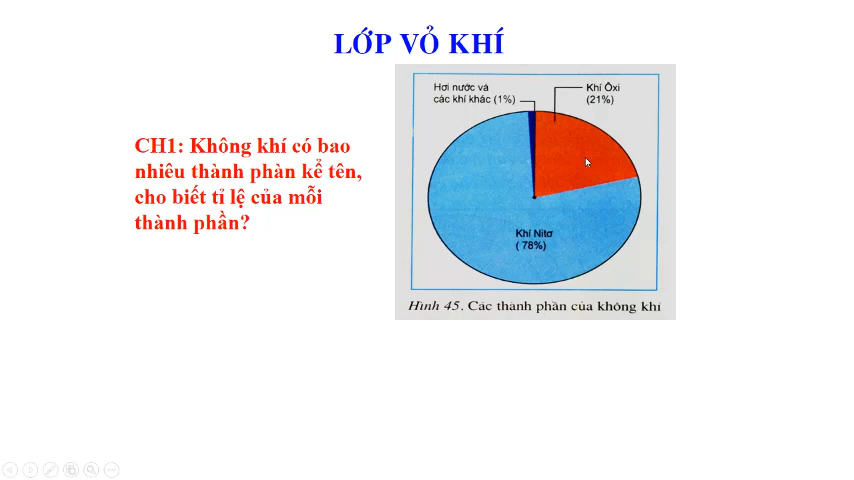 LỚP VỎ KHÍ
CH1: Không khí có bao
nhiêu thành phàn kể tên,
cho biết tỉ lệ của mỗi
thành phần?
Hơi nước và
các khí khác (1%)
Khí Ôxi
(21%)
Khí Nitơ
( 78%)
Hình 45. Các thành phần của không khí